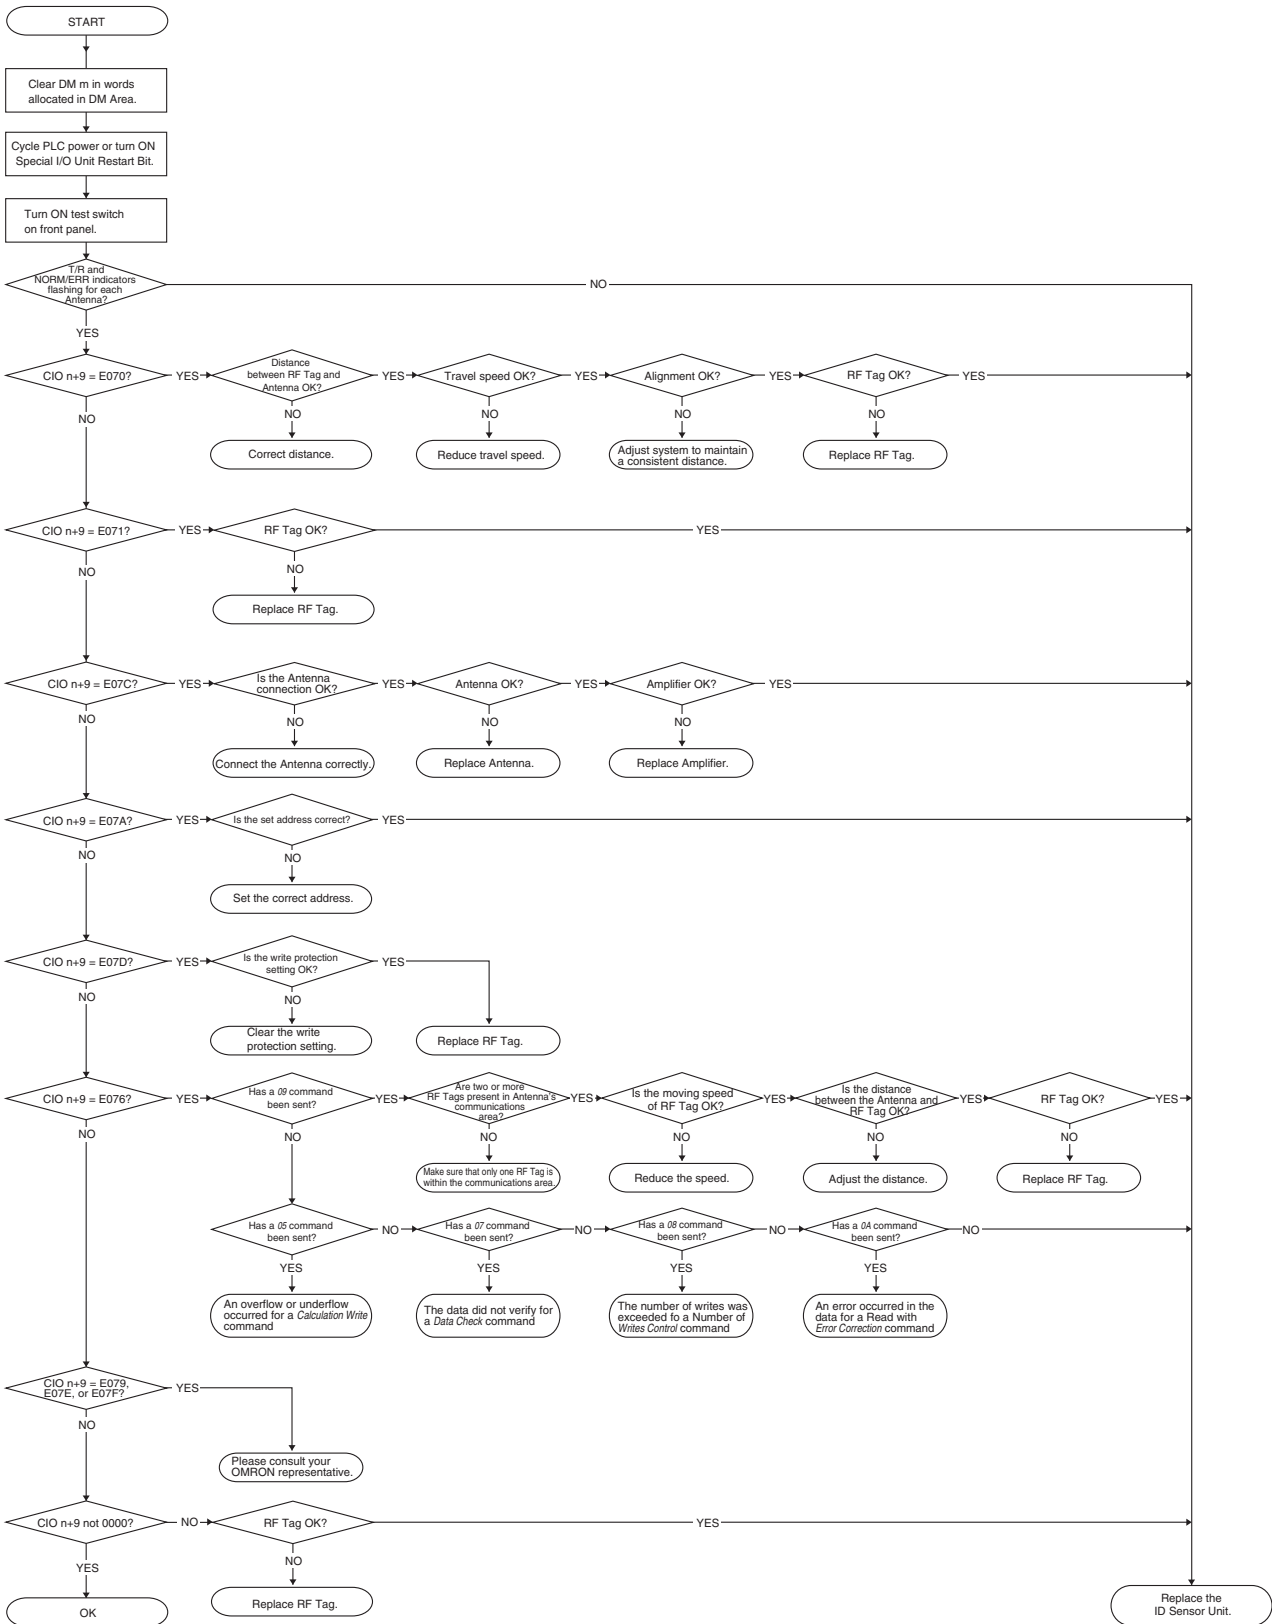 START
Clear DM m in words
allocated in DM Area.
Cycle PLC power or turn ON
Special I/O Unit Restart Bit.
Turn ON test switch
on front panel.
T/R and
NORM/ERR indicators
flashing for each
Antenna?
NO
YES
CIO n+9 = E070?
YES
Distance
between RF Tag and
Antenna OK?
YES
Travel speed OK?
YES
Alignment OK?
YES
RF Tag OK?
YES
NO
NO
NO
NO
NO
Correct distance.
Reduce travel speed.
Adjust system to maintain
a consistent distance.
Replace RF Tag.
CIO n+9 = E071?
YES
RF Tag OK?
YES
NO
NO
Replace RF Tag.
CIO n+9 = E07C?
YES
Is the Antenna
connection OK?
YES
Antenna OK?
YES
Amplifier OK?
YES
NO
NO
NO
NO
Connect the Antenna correctly.
Replace Antenna.
Replace Amplifier.
CIO n+9 = E07A?
YES
Is the set address correct?
YES
NO
NO
Set the correct address.
CIO n+9 = E07D?
YES
Is the write protection
setting OK?
YES
NO
NO
Clear the write
protection setting.
Replace RF Tag.
CIO n+9 = E076?
YES
Has a 09 command
been sent?
YES
Are two or more
RF Tags present in Antenna's
communications
area?
YES
Is the moving speed
of RF Tag OK?
YES
Is the distance
between the Antenna and
RF Tag OK?
YES
RF Tag OK?
YES
NO
NO
NO
NO
NO
NO
Make sure that only one RF Tag is
within the communications area.
Reduce the speed.
Adjust the distance.
Replace RF Tag.
Has a 05 command
been sent?
NO
Has a 07 command
been sent?
NO
Has a 08 command
been sent?
NO
Has a 0A command
been sent?
NO
YES
YES
YES
YES
An overflow or underflow
occurred for a Calculation Write
command
The data did not verify for
a Data Check command
The number of writes was
exceeded fo a Number of
Writes Control command
An error occurred in the
data for a Read with
Error Correction command
CIO n+9 = E079,
E07E, or E07F?
YES
NO
Please consult your
OMRON representative.
CIO n+9 not 0000?
NO
RF Tag OK?
YES
YES
NO
OK
Replace RF Tag.
Replace the
ID Sensor Unit.